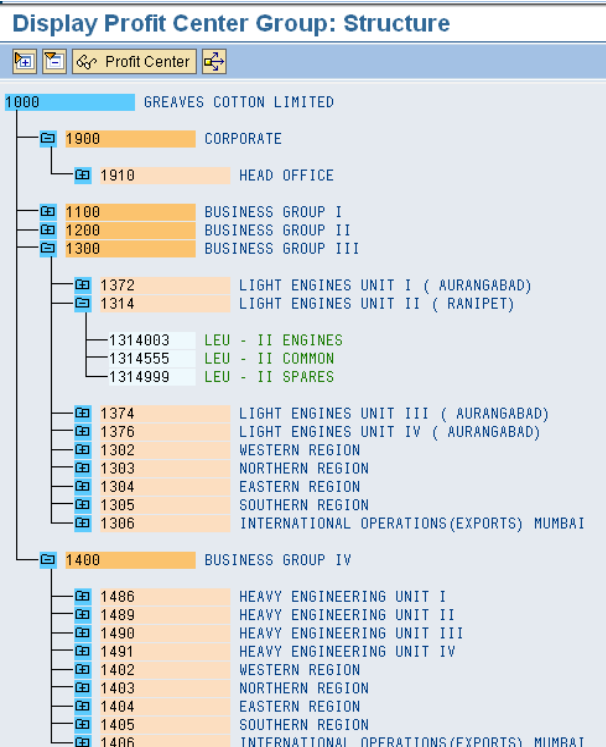 Display Profit Center Group: Structure
Profit Center
1000 GREAVES COTTON LIMITED
1900 CORPORATE
1910 HEAD OFFICE
1100 BUSINESS GROUP I
1200 BUSINESS GROUP II
1300 BUSINESS GROUP III
1372 LIGHT ENGINES UNIT I ( AURANGABAD)
1314 LIGHT ENGINES UNIT II ( RANIPET)
1314003 LEU - II ENGINES
1314555 LEU - II COMMON
1314999 LEU - II SPARES
1374 LIGHT ENGINES UNIT III ( AURANGABAD)
1376 LIGHT ENGINES UNIT IV ( AURANGABAD)
1302 WESTERN REGION
1303 NORTHERN REGION
1304 EASTERN REGION
1305 SOUTHERN REGION
1306 INTERNATIONAL OPERATIONS(EXPORTS) MUMBAI
1400 BUSINESS GROUP IV
1486 HEAVY ENGINEERING UNIT I
1489 HEAVY ENGINEERING UNIT II
1490 HEAVY ENGINEERING UNIT III
1491 HEAVY ENGINEERING UNIT IV
1402 WESTERN REGION
1403 NORTHERN REGION
1404 EASTERN REGION
1405 SOUTHERN REGION
1406 INTERNATIONAL OPERATIONS(EXPORTS) MUMBAI